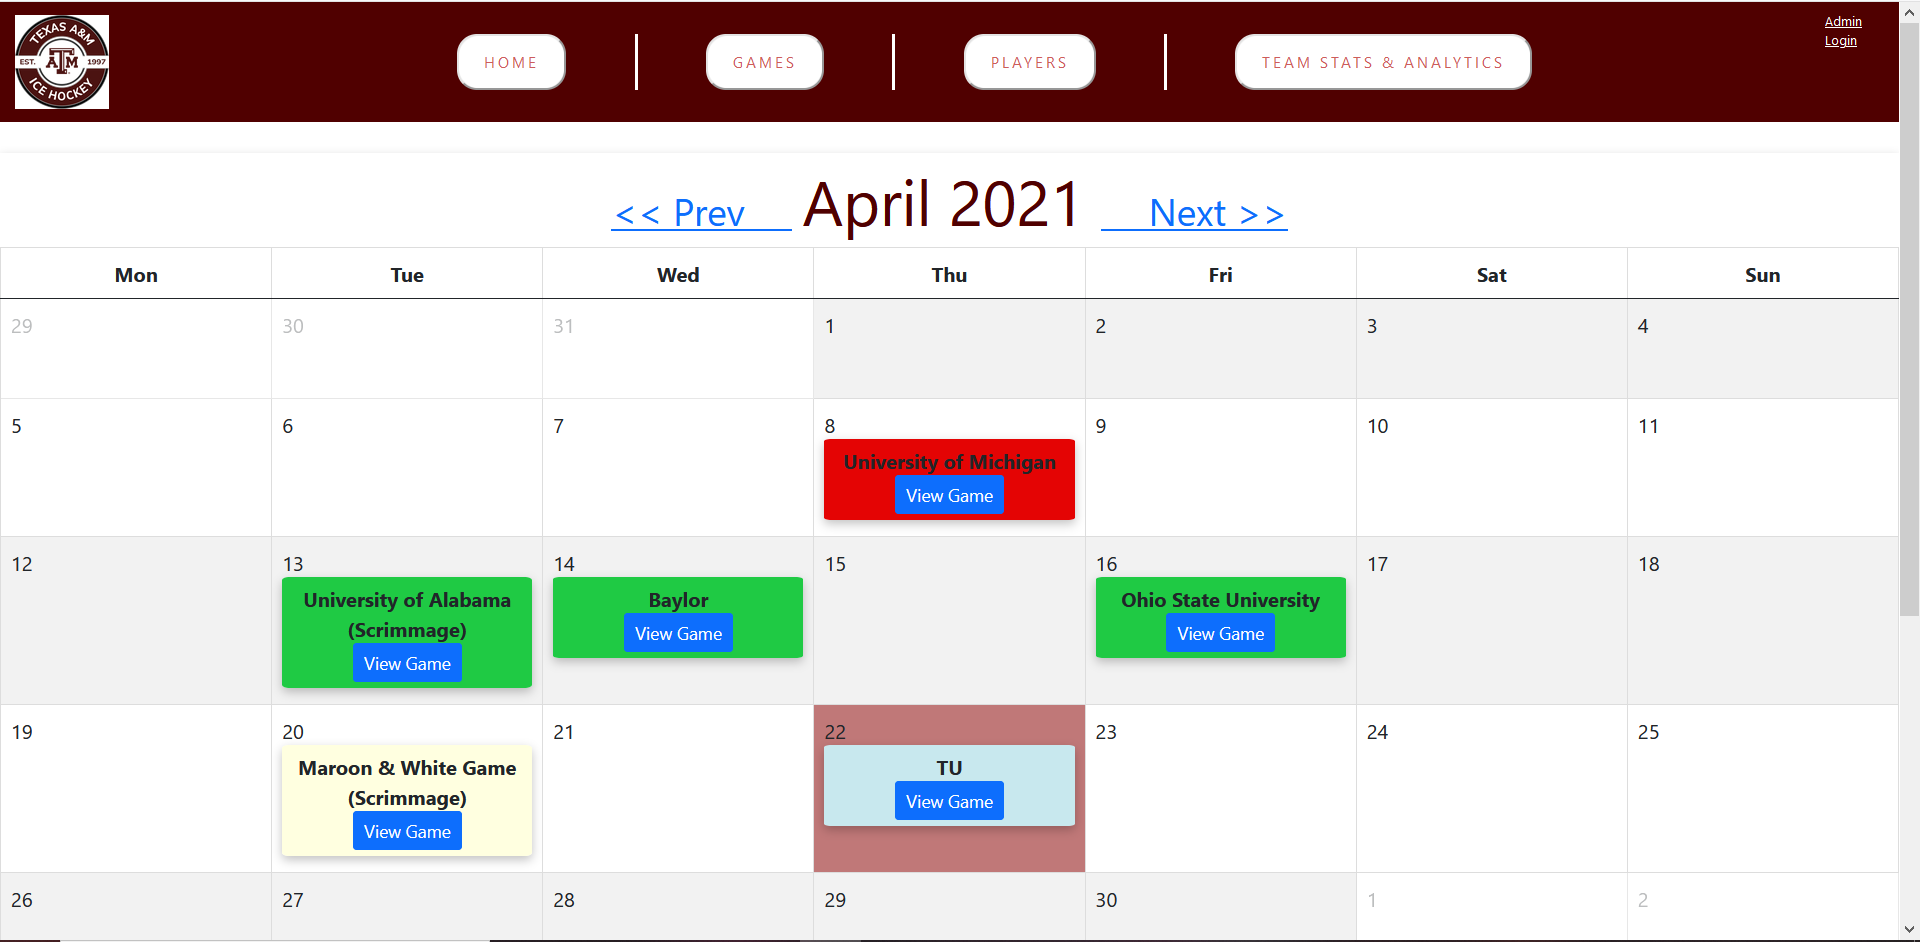 TEXAS A&M
EST. ATM 1997
ICE HOCKEY
HOME
GAMES
PLAYERS
TEAM STATS & ANALYTICS
Admin
Login
<< Prev April 2021 Next >>
Mon Tue Wed Thu Fri Sat Sun
29 30 31 1 2 3 4
5 6 7 8 9 10 11
University of Michigan
View Game
12 13 14 15 16 17 18
University of Alabama
(Scrimmage)
View Game
Baylor
View Game
Ohio State University
View Game
19 20 21 22 23 24 25
Maroon & White Game
(Scrimmage)
View Game
TU
View Game
26 27 28 29 30 1 2